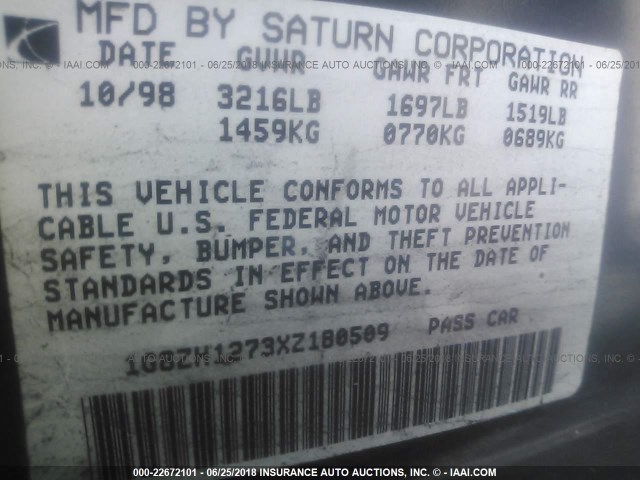 MFD BY SATURN CORPORATION
DATE GVWR GAWR FRT GAWR RR
10/98 3216LB 1697LB 1519LB
1459KG 0770KG 0689KG
THIS VEHICLE CONFORMS TO ALL APPLI-
CABLE U.S. FEDERAL MOTOR VEHICLE
SAFETY, BUMPER, AND THEFT PREVENTION
STANDARDS IN EFFECT ON THE DATE OF
MANUFACTURE SHOWN ABOVE.
1G8ZH1273XZ180509 PASS CAR
000-22672101 - 06/25/2018 INSURANCE AUTO AUCTIONS, INC. - © IAAI.COM